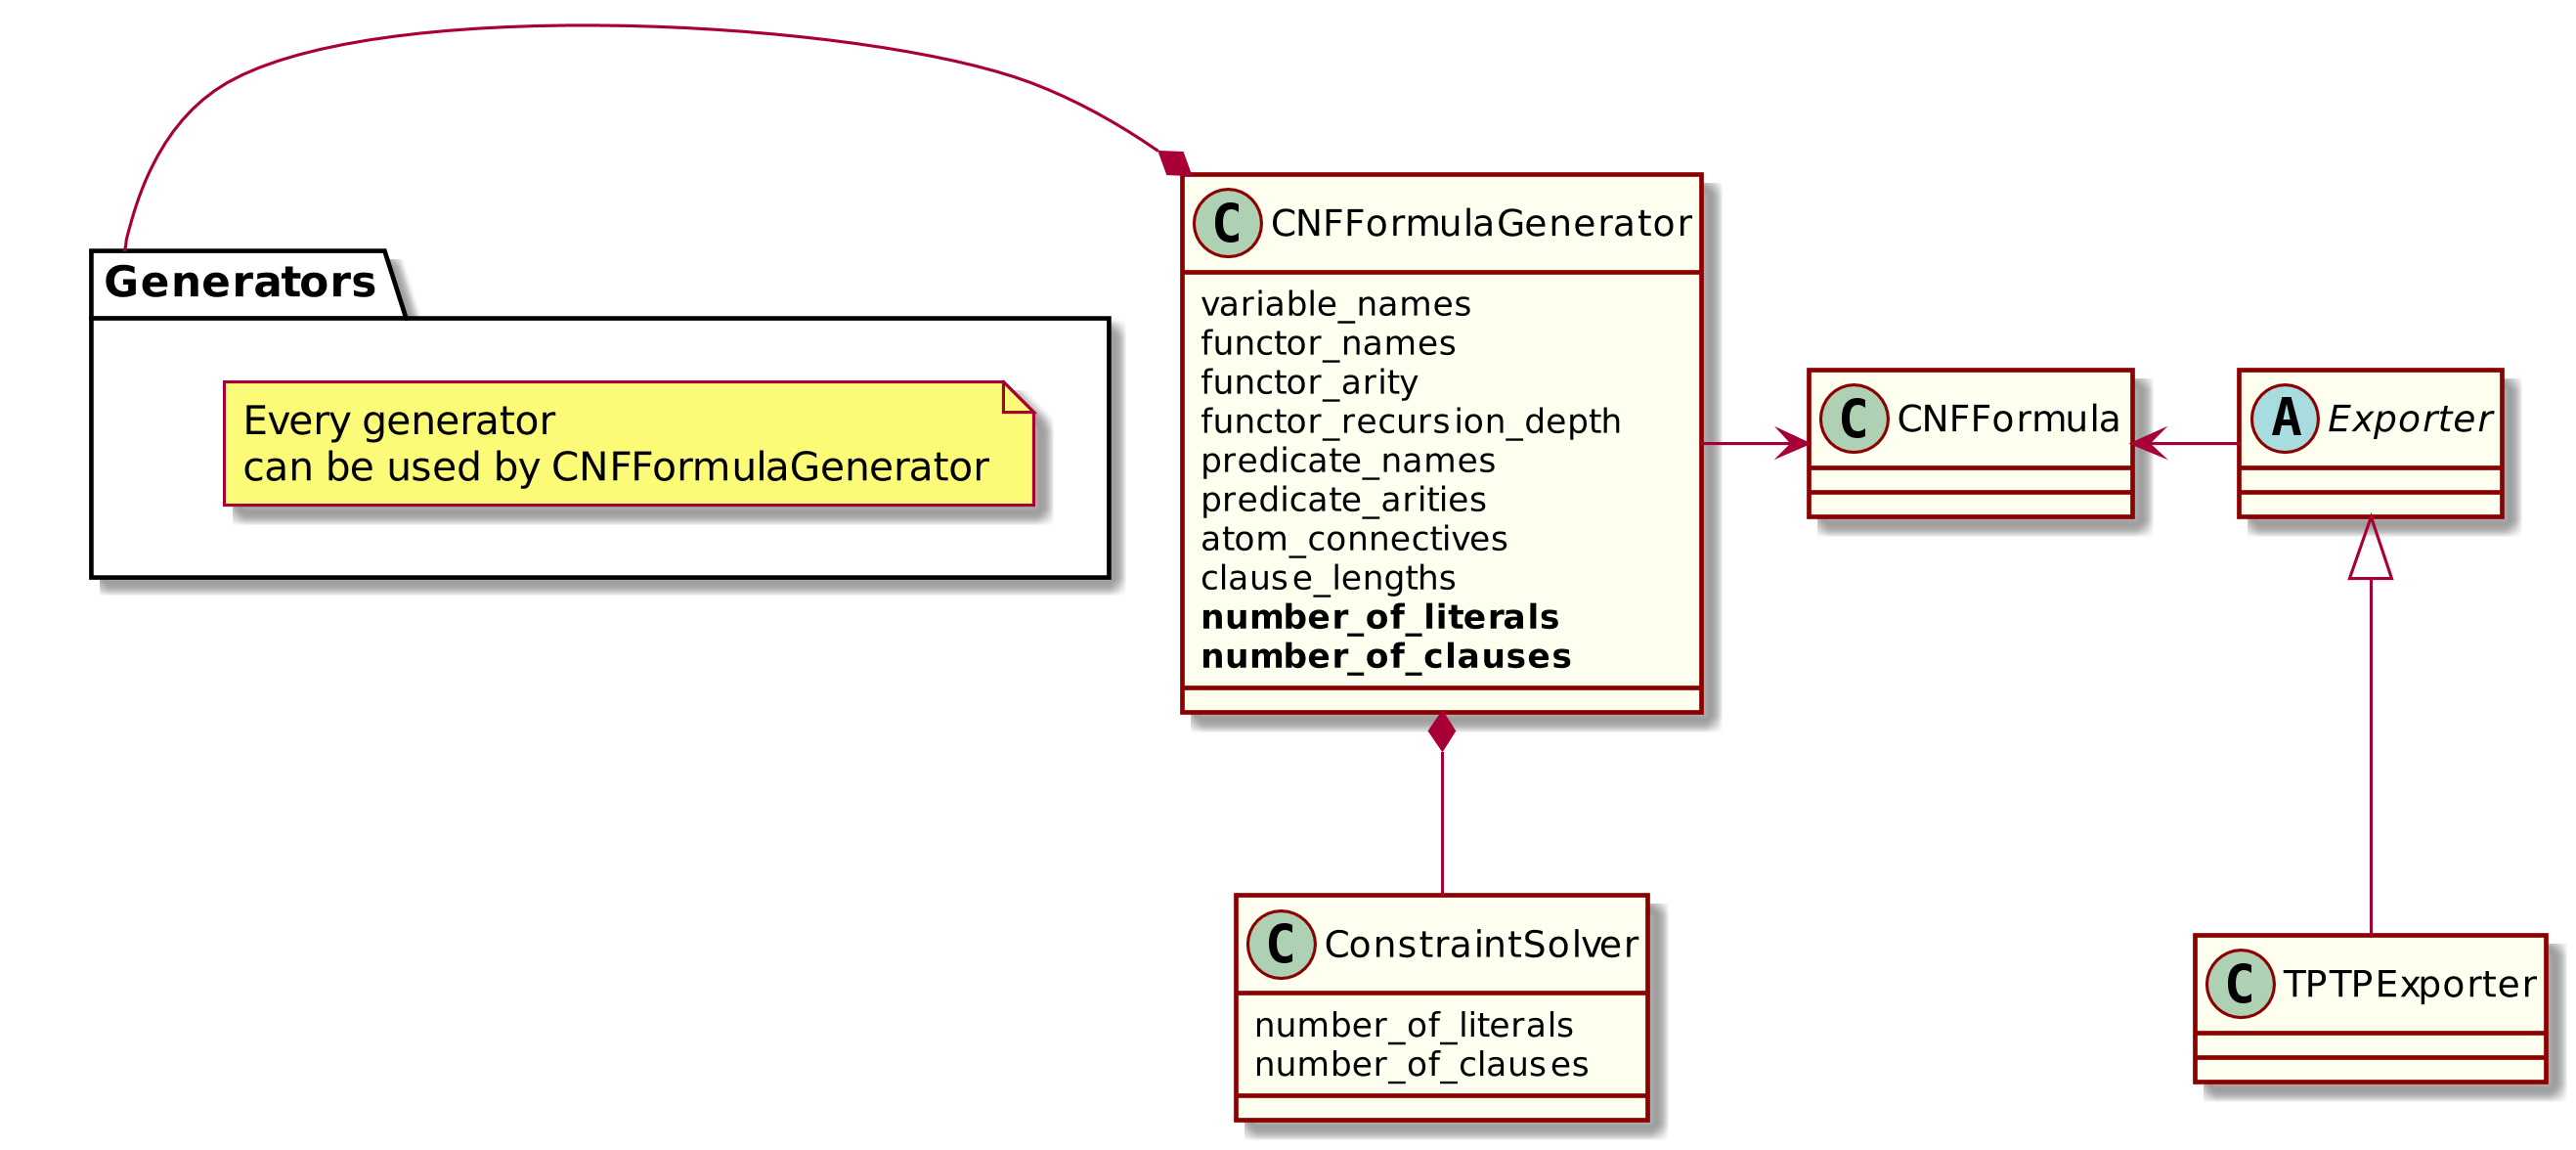 Generators
Every generator
can be used by CNFFormulaGenerator
C CNFFormulaGenerator
variable_names
functor_names
functor_arity
functor_recursion_depth
predicate_names
predicate_arities
atom_connectives
clause_lengths
number_of_literals
number_of_clauses
C CNFFormula
A Exporter
C ConstraintSolver
number_of_literals
number_of_clauses
C TPTPExporter